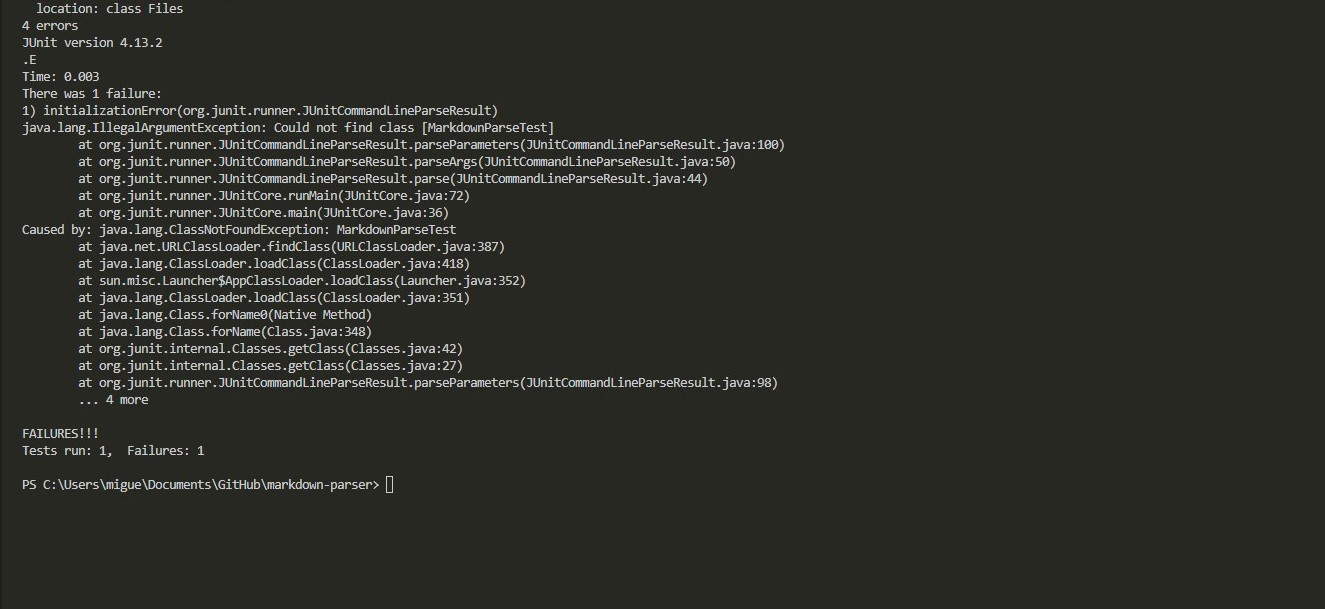 location: class Files
4 errors
JUnit version 4.13.2
.E
Time: 0.003
There was 1 failure:
1) initializationError(org.junit.runner.JUnitCommandLineParseResult)
java.lang.IllegalArgumentException: Could not find class [MarkdownParseTest]
at org.junit.runner.JUnitCommandLineParseResult.parseParameters(JUnitCommandLineParseResult.java:100)
at org.junit.runner.JUnitCommandLineParseResult.parseArgs(JUnitCommandLineParseResult.java:50)
at org.junit.runner.JUnitCommandLineParseResult.parse(JUnitCommandLineParseResult.java:44)
at org.junit.runner.JUnitCore.runMain(JUnitCore.java:72)
at org.junit.runner.JUnitCore.main(JUnitCore.java:36)
Caused by: java.lang.ClassNotFoundException: MarkdownParseTest
at java.net.URLClassLoader.findClass(URLClassLoader.java:387)
at java.lang.ClassLoader.loadClass(ClassLoader.java:418)
at sun.misc.Launcher$AppClassLoader.loadClass(Launcher.java:352)
at java.lang.ClassLoader.loadClass(ClassLoader.java:351)
at java.lang.Class.forName0(Native Method)
at java.lang.Class.forName(Class.java:348)
at org.junit.internal.Classes.getClass(Classes.java:42)
at org.junit.internal.Classes.getClass(Classes.java:27)
at org.junit.runner.JUnitCommandLineParseResult.parseParameters(JUnitCommandLineParseResult.java:98)
... 4 more
FAILURES!!!
Tests run: 1,  Failures: 1
PS C:\Users\migue\Documents\GitHub\markdown-parser>